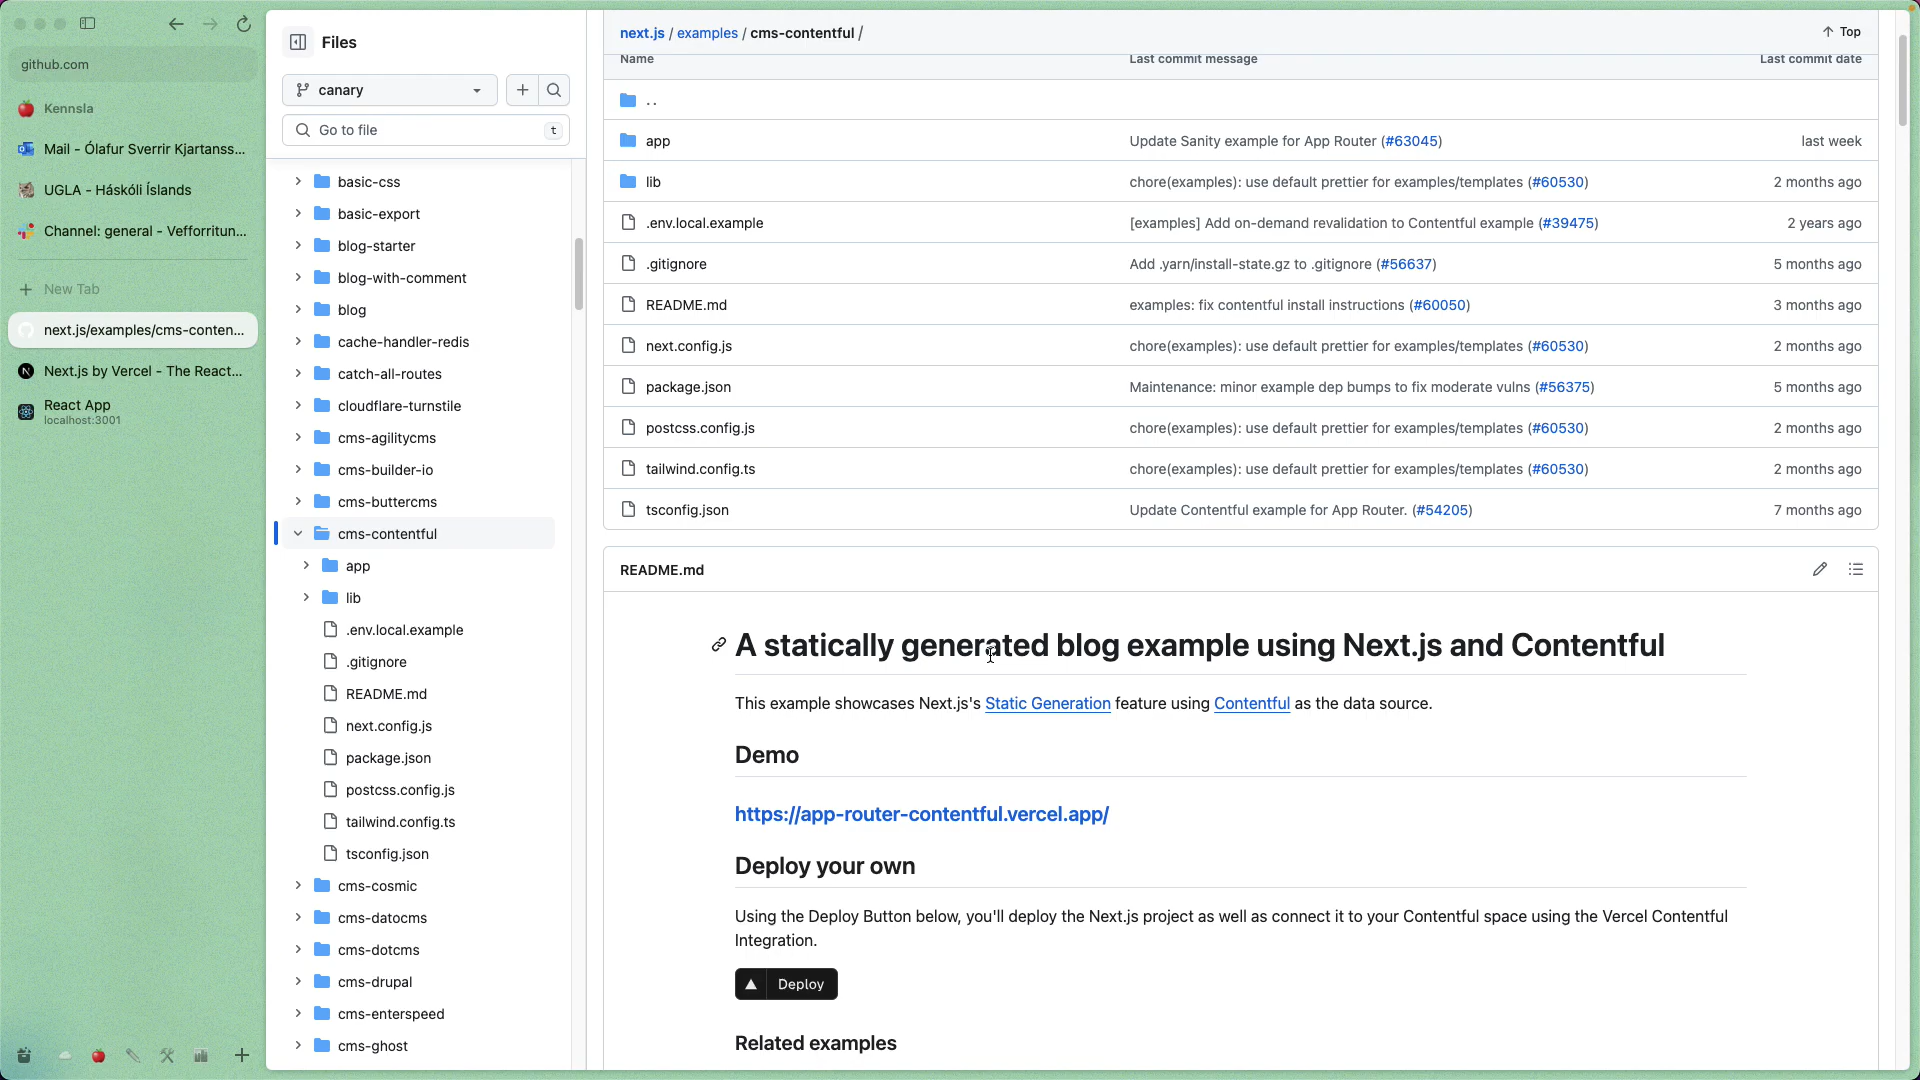 github.com
Kennsla
Mail - Ólafur Sverrir Kjartanss...
UGLA - Háskóli Íslands
Channel: general - Vefforritun...
New Tab
next.js/examples/cms-conten...
Next.js by Vercel - The React...
React App
localhost:3001
Files
canary
Go to file
t
basic-css
basic-export
blog-starter
blog-with-comment
blog
cache-handler-redis
catch-all-routes
cloudflare-turnstile
cms-agilitycms
cms-builder-io
cms-buttercms
cms-contentful
app
lib
.env.local.example
.gitignore
README.md
next.config.js
package.json
postcss.config.js
tailwind.config.ts
tsconfig.json
cms-cosmic
cms-datocms
cms-dotcms
cms-drupal
cms-enterspeed
cms-ghost
next.js / examples / cms-contentful /
Top
Name Last commit message Last commit date
..
app Update Sanity example for App Router (#63045) last week
lib chore(examples): use default prettier for examples/templates (#60530) 2 months ago
.env.local.example [examples] Add on-demand revalidation to Contentful example (#39475) 2 years ago
.gitignore Add .yarn/install-state.gz to .gitignore (#56637) 5 months ago
README.md examples: fix contentful install instructions (#60050) 3 months ago
next.config.js chore(examples): use default prettier for examples/templates (#60530) 2 months ago
package.json Maintenance: minor example dep bumps to fix moderate vulns (#56375) 5 months ago
postcss.config.js chore(examples): use default prettier for examples/templates (#60530) 2 months ago
tailwind.config.ts chore(examples): use default prettier for examples/templates (#60530) 2 months ago
tsconfig.json Update Contentful example for App Router. (#54205) 7 months ago
README.md
A statically generated blog example using Next.js and Contentful
This example showcases Next.js's Static Generation feature using Contentful as the data source.
Demo
https://app-router-contentful.vercel.app/
Deploy your own
Using the Deploy Button below, you'll deploy the Next.js project as well as connect it to your Contentful space using the Vercel Contentful
Integration.
Deploy
Related examples